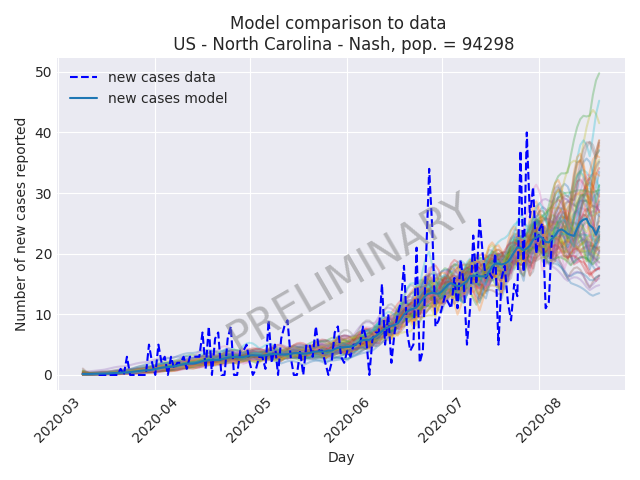 Model comparison to data
US - North Carolina - Nash, pop. = 94298
new cases data
new cases model
PRELIMINARY
Number of new cases reported
50
40
30
20
10
0
2020-03
2020-04
2020-05
2020-06
2020-07
2020-08
Day